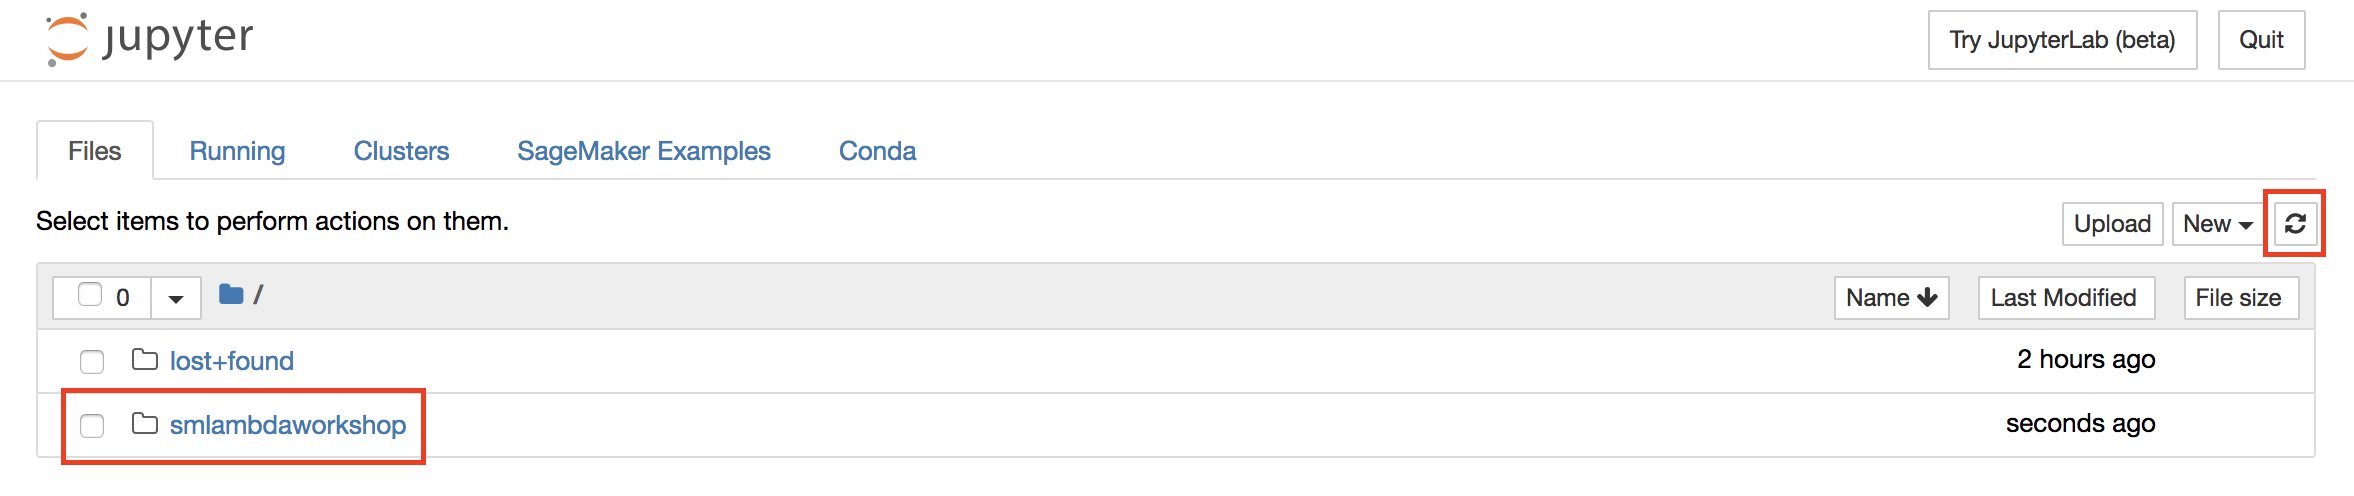 jupyter
Try JupyterLab (beta) Quit
Files Running Clusters SageMaker Examples Conda
Select items to perform actions on them.
Upload New
0 /
Name Last Modified File size
lost+found 2 hours ago
smlambdaworkshop seconds ago